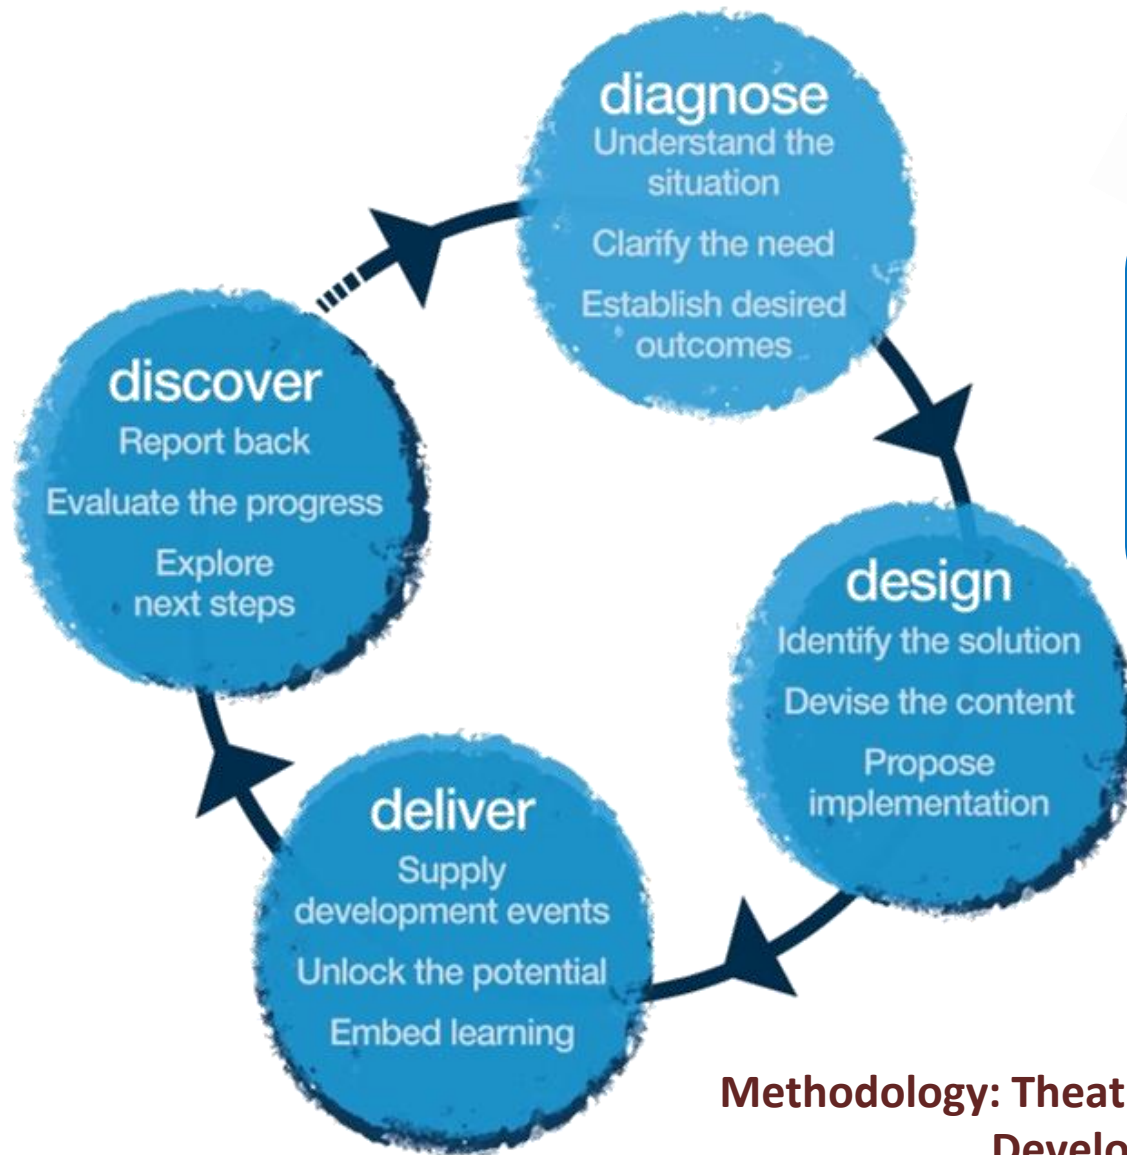 diagnose
Understand the
situation
Clarify the need
Establish desired
outcomes
design
Identify the solution
Devise the content
Propose
implementation
deliver
Supply
development events
Unlock the potential
Embed learning
discover
Report back
Evaluate the progress
Explore
next steps
Methodology: Theat
Develo